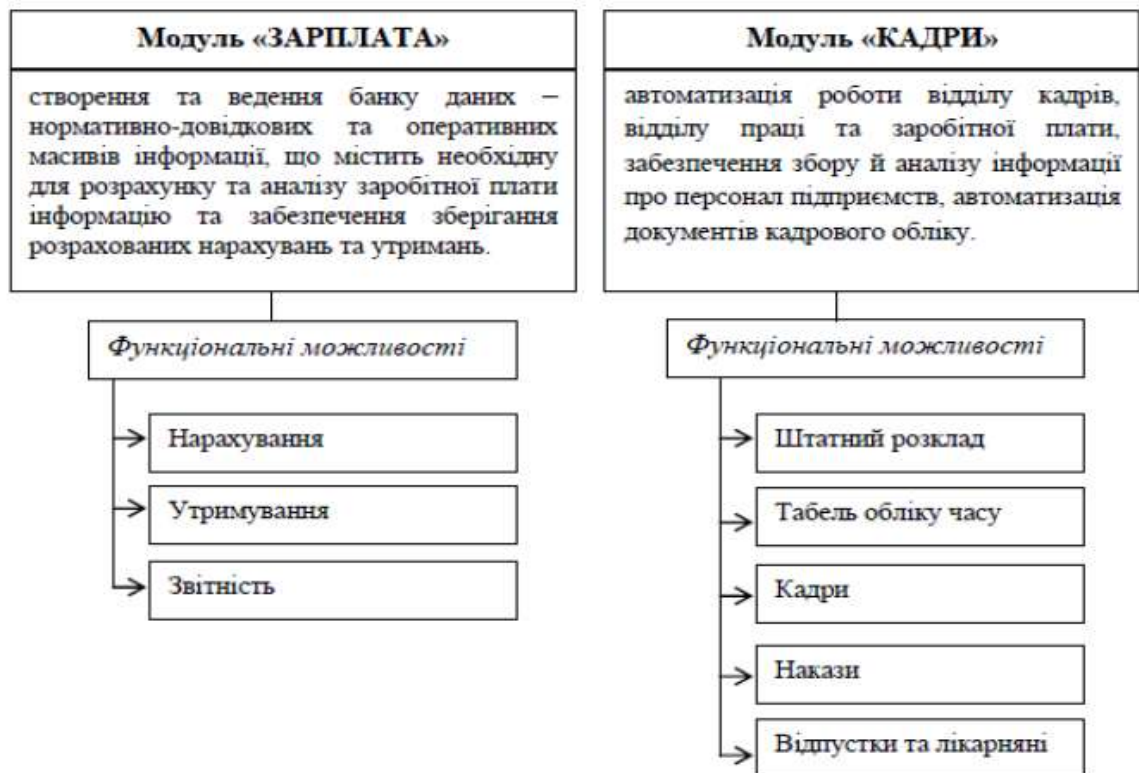 Модуль «ЗАРПЛАТА»
створення та ведення банку даних –
нормативно-довідкових та оперативних
масивів інформації, що містить необхідну
для розрахунку та аналізу заробітної плати
інформацію та забезпечення зберігання
розрахованих нарахувань та утримань.
Функціональні можливості
Нарахування
Утримування
Звітність
Модуль «КАДРИ»
автоматизація роботи відділу кадрів,
відділу праці та заробітної плати,
забезпечення збору й аналізу інформації
про персонал підприємств, автоматизація
документів кадрового обліку.
Функціональні можливості
Штатний розклад
Табель обліку часу
Кадри
Накази
Відпустки та лікарняні